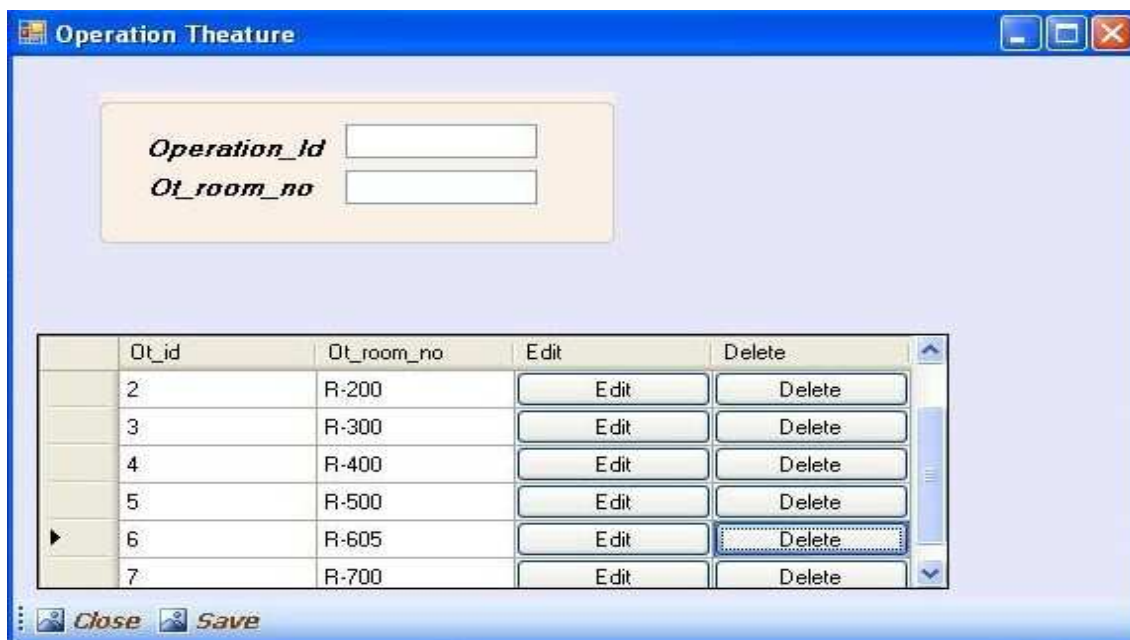 Operation Theature
Operation_Id
Ot_room_no
Ot_id Ot_room_no Edit Delete
2 R-200 Edit Delete
3 R-300 Edit Delete
4 R-400 Edit Delete
5 R-500 Edit Delete
6 R-605 Edit Delete
7 R-700 Edit Delete
Close Save